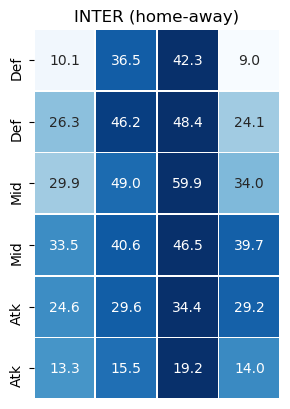 INTER (home-away)
Def 10.1 36.5 42.3 9.0
Def 26.3 46.2 48.4 24.1
Mid 29.9 49.0 59.9 34.0
Mid 33.5 40.6 46.5 39.7
Atk 24.6 29.6 34.4 29.2
Atk 13.3 15.5 19.2 14.0